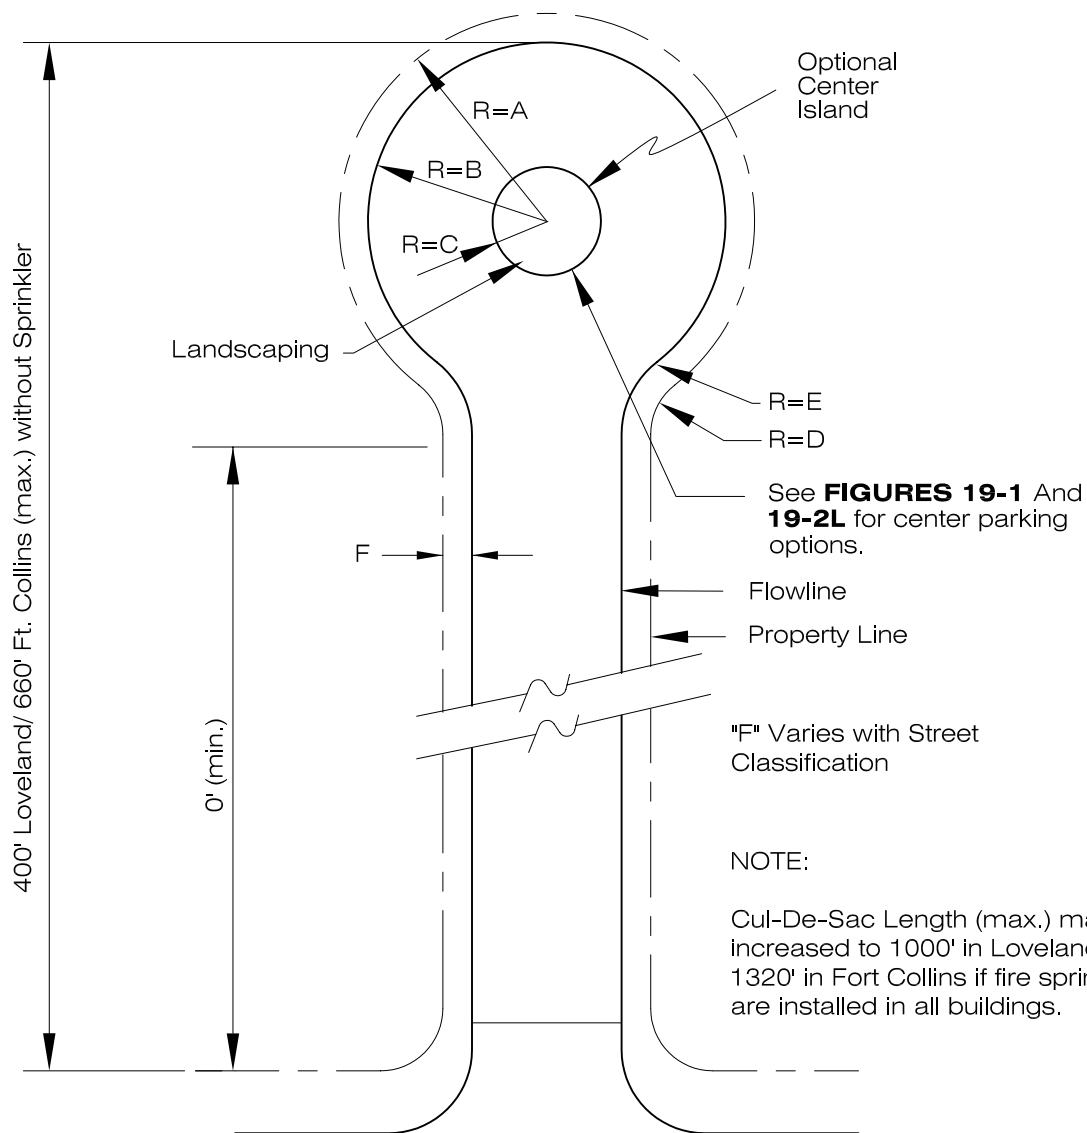 Optional
Center
Island
R=A
R=B
R=C
Landscaping
R=E
R=D
See FIGURES 19-1 And
19-2L for center parking
options.
F
Flowline
Property Line
400' Loveland/ 660' Ft. Collins (max.) without Sprinkler
0' (min.)
"F" Varies with Street
Classification
NOTE:
Cul-De-Sac Length (max.)
increased to 1000' in
1320' in Fort Collins if fire
are installed in all buildings.